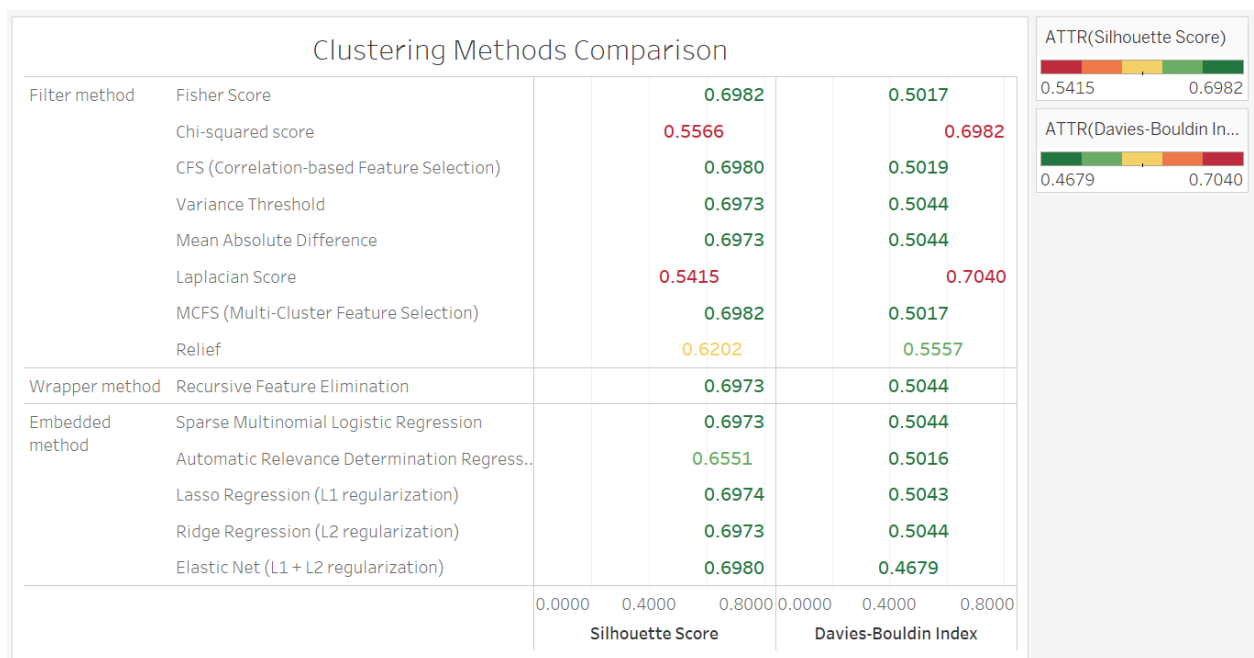 Clustering Methods Comparison
Filter method Fisher Score 0.6982 0.5017
Chi-squared score 0.5566 0.6982
CFS (Correlation-based Feature Selection) 0.6980 0.5019
Variance Threshold 0.6973 0.5044
Mean Absolute Difference 0.6973 0.5044
Laplacian Score 0.5415 0.7040
MCFS (Multi-Cluster Feature Selection) 0.6982 0.5017
Relief 0.6202 0.5557
Wrapper method Recursive Feature Elimination 0.6973 0.5044
Embedded method Sparse Multinomial Logistic Regression 0.6973 0.5044
Automatic Relevance Determination Regress.. 0.6551 0.5016
Lasso Regression (L1 regularization) 0.6974 0.5043
Ridge Regression (L2 regularization) 0.6973 0.5044
Elastic Net (L1 + L2 regularization) 0.6980 0.4679
0.0000 0.4000 0.8000 0.0000 0.4000 0.8000
Silhouette Score Davies-Bouldin Index
ATTR(Silhouette Score)
0.5415 0.6982
ATTR(Davies-Bouldin In...
0.4679 0.7040